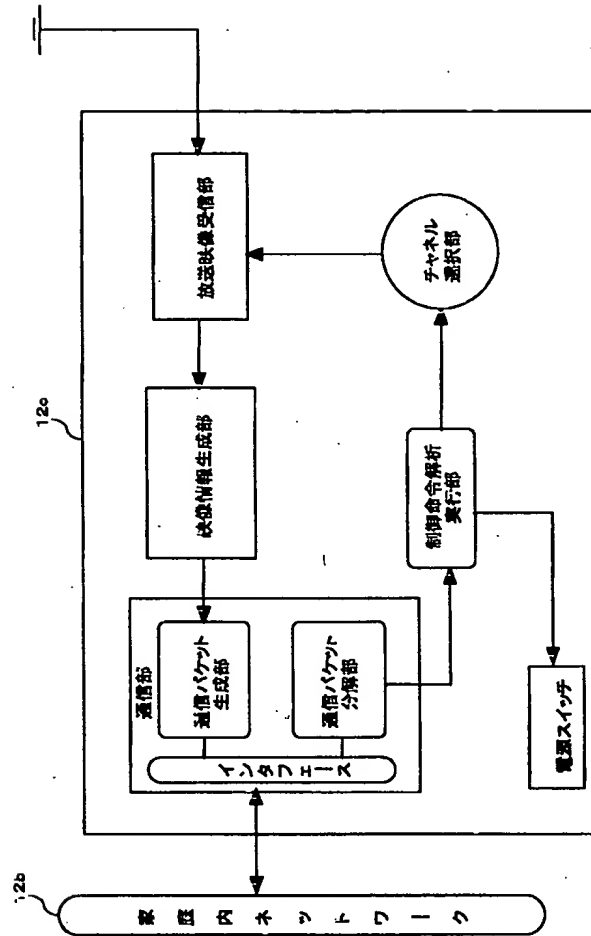 12c
放送映像受信部
映像情報生成部
通信部
通信パケット
生成部
通信パケット
分解部
インタフェース
チャネル
選択部
制御命令解析
実行部
電源スイッチ
12b
家庭内ネットワーク